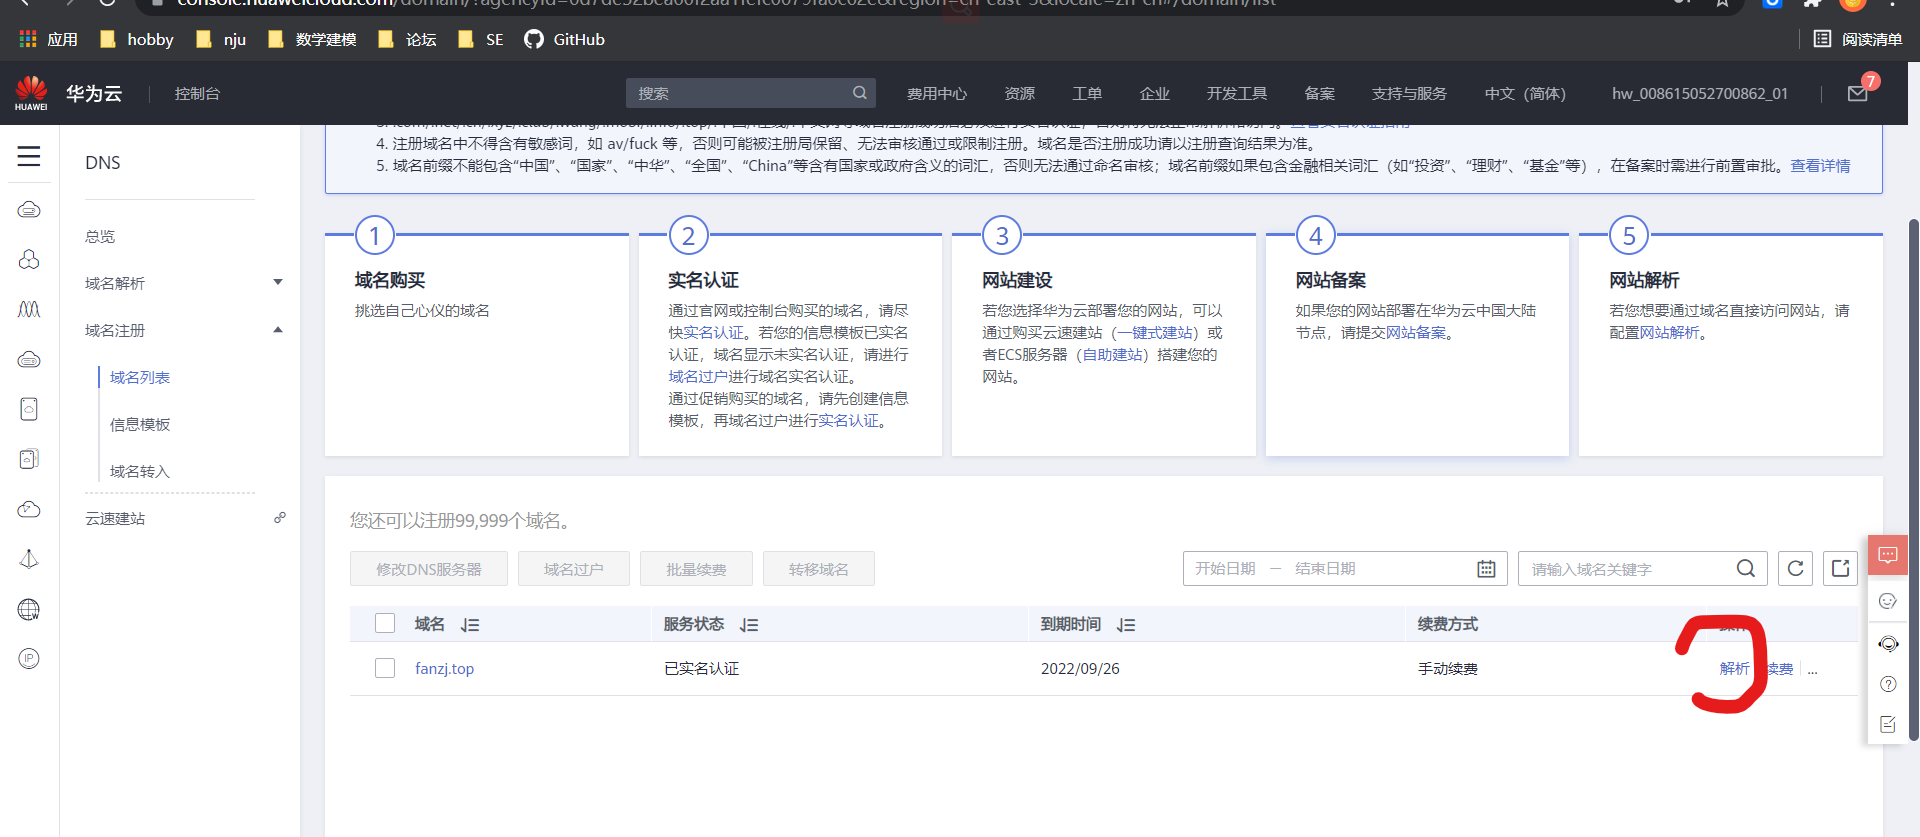 应用
hobby
nju
数学建模
论坛
SE
GitHub
阅读清单
HUAWEI
华为云
控制台
搜索
费用中心
资源
工单
企业
开发工具
备案
支持与服务
中文（简体）
hw_008615052700862_01
7
DNS
总览
域名解析
域名注册
域名列表
信息模板
域名转入
云速建站
4. 注册域名中不得含有敏感词，如 av/fuck 等，否则可能被注册局保留、无法审核通过或限制注册。域名是否注册成功请以注册查询结果为准。
5. 域名前缀不能包含“中国”、“国家”、“中华”、“全国”、“China”等含有国家或政府含义的词汇，否则无法通过命名审核；域名前缀如果包含金融相关词汇（如“投资”、“理财”、“基金”等），在备案时需进行前置审批。查看详情
1
域名购买
挑选自己心仪的域名
2
实名认证
通过官网或控制台购买的域名，请尽
快实名认证。若您的信息模板已实名
认证，域名显示未实名认证，请进行
域名过户进行域名实名认证。
通过促销购买的域名，请先创建信息
模板，再域名过户进行实名认证。
3
网站建设
若您选择华为云部署您的网站，可以
通过购买云速建站（一键式建站）或
者ECS服务器（自助建站）搭建您的
网站。
4
网站备案
如果您的网站部署在华为云中国大陆
节点，请提交网站备案。
5
网站解析
若您想要通过域名直接访问网站，请
配置网站解析。
您还可以注册99,999个域名。
修改DNS服务器
域名过户
批量续费
转移域名
开始日期 — 结束日期
请输入域名关键字
域名
服务状态
到期时间
续费方式
fanzj.top
已实名认证
2022/09/26
手动续费
解析
续费
...